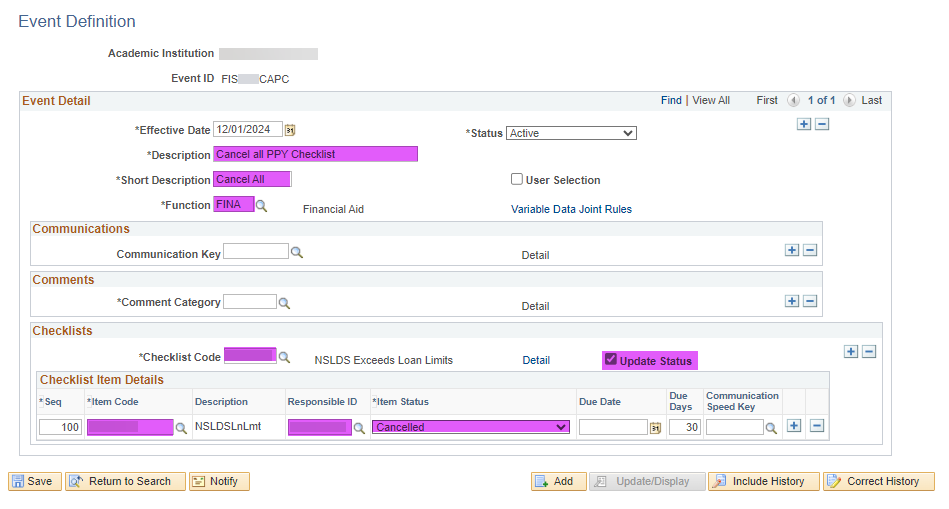 Event Definition
Academic Institution
Event ID FIS CAPC
Event Detail Find | View All First 1 of 1 Last
*Effective Date 12/01/2024 *Status Active
*Description Cancel all PPY Checklist
*Short Description Cancel All User Selection
*Function FINA Financial Aid Variable Data Joint Rules
Communications
Communication Key Detail
Comments
*Comment Category Detail
Checklists
*Checklist Code NSLDS Exceeds Loan Limits Detail Update Status
Checklist Item Details
*Seq *Item Code Description Responsible ID *Item Status Due Date Due Days Communication Speed Key
100 NSLDSLnLmt Cancelled 30
Save Return to Search Notify Add Update/Display Include History Correct History